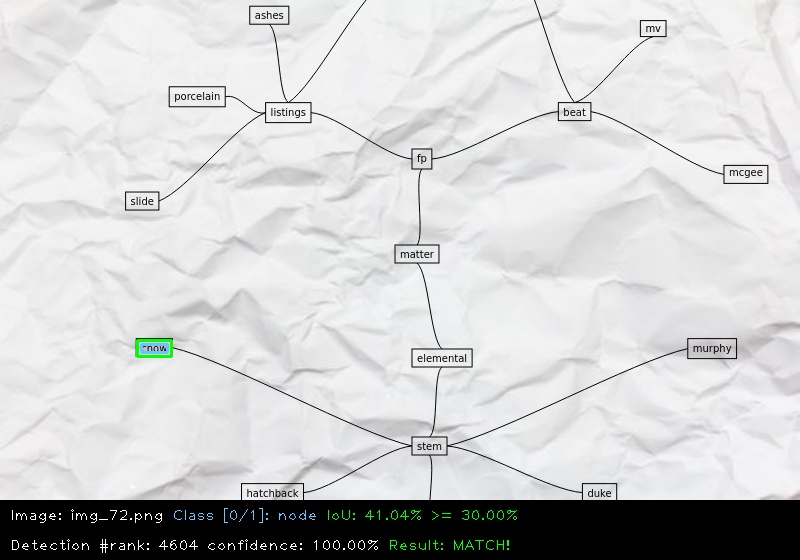 ashes
mv
porcelain
listings
beat
fp
mcgee
slide
matter
snow
elemental
murphy
stem
hatchback
duke
Image: img_72.png Class [0/1]: node IoU: 41.04% >= 30.00%
Detection #rank: 4604 confidence: 100.00% Result: MATCH!